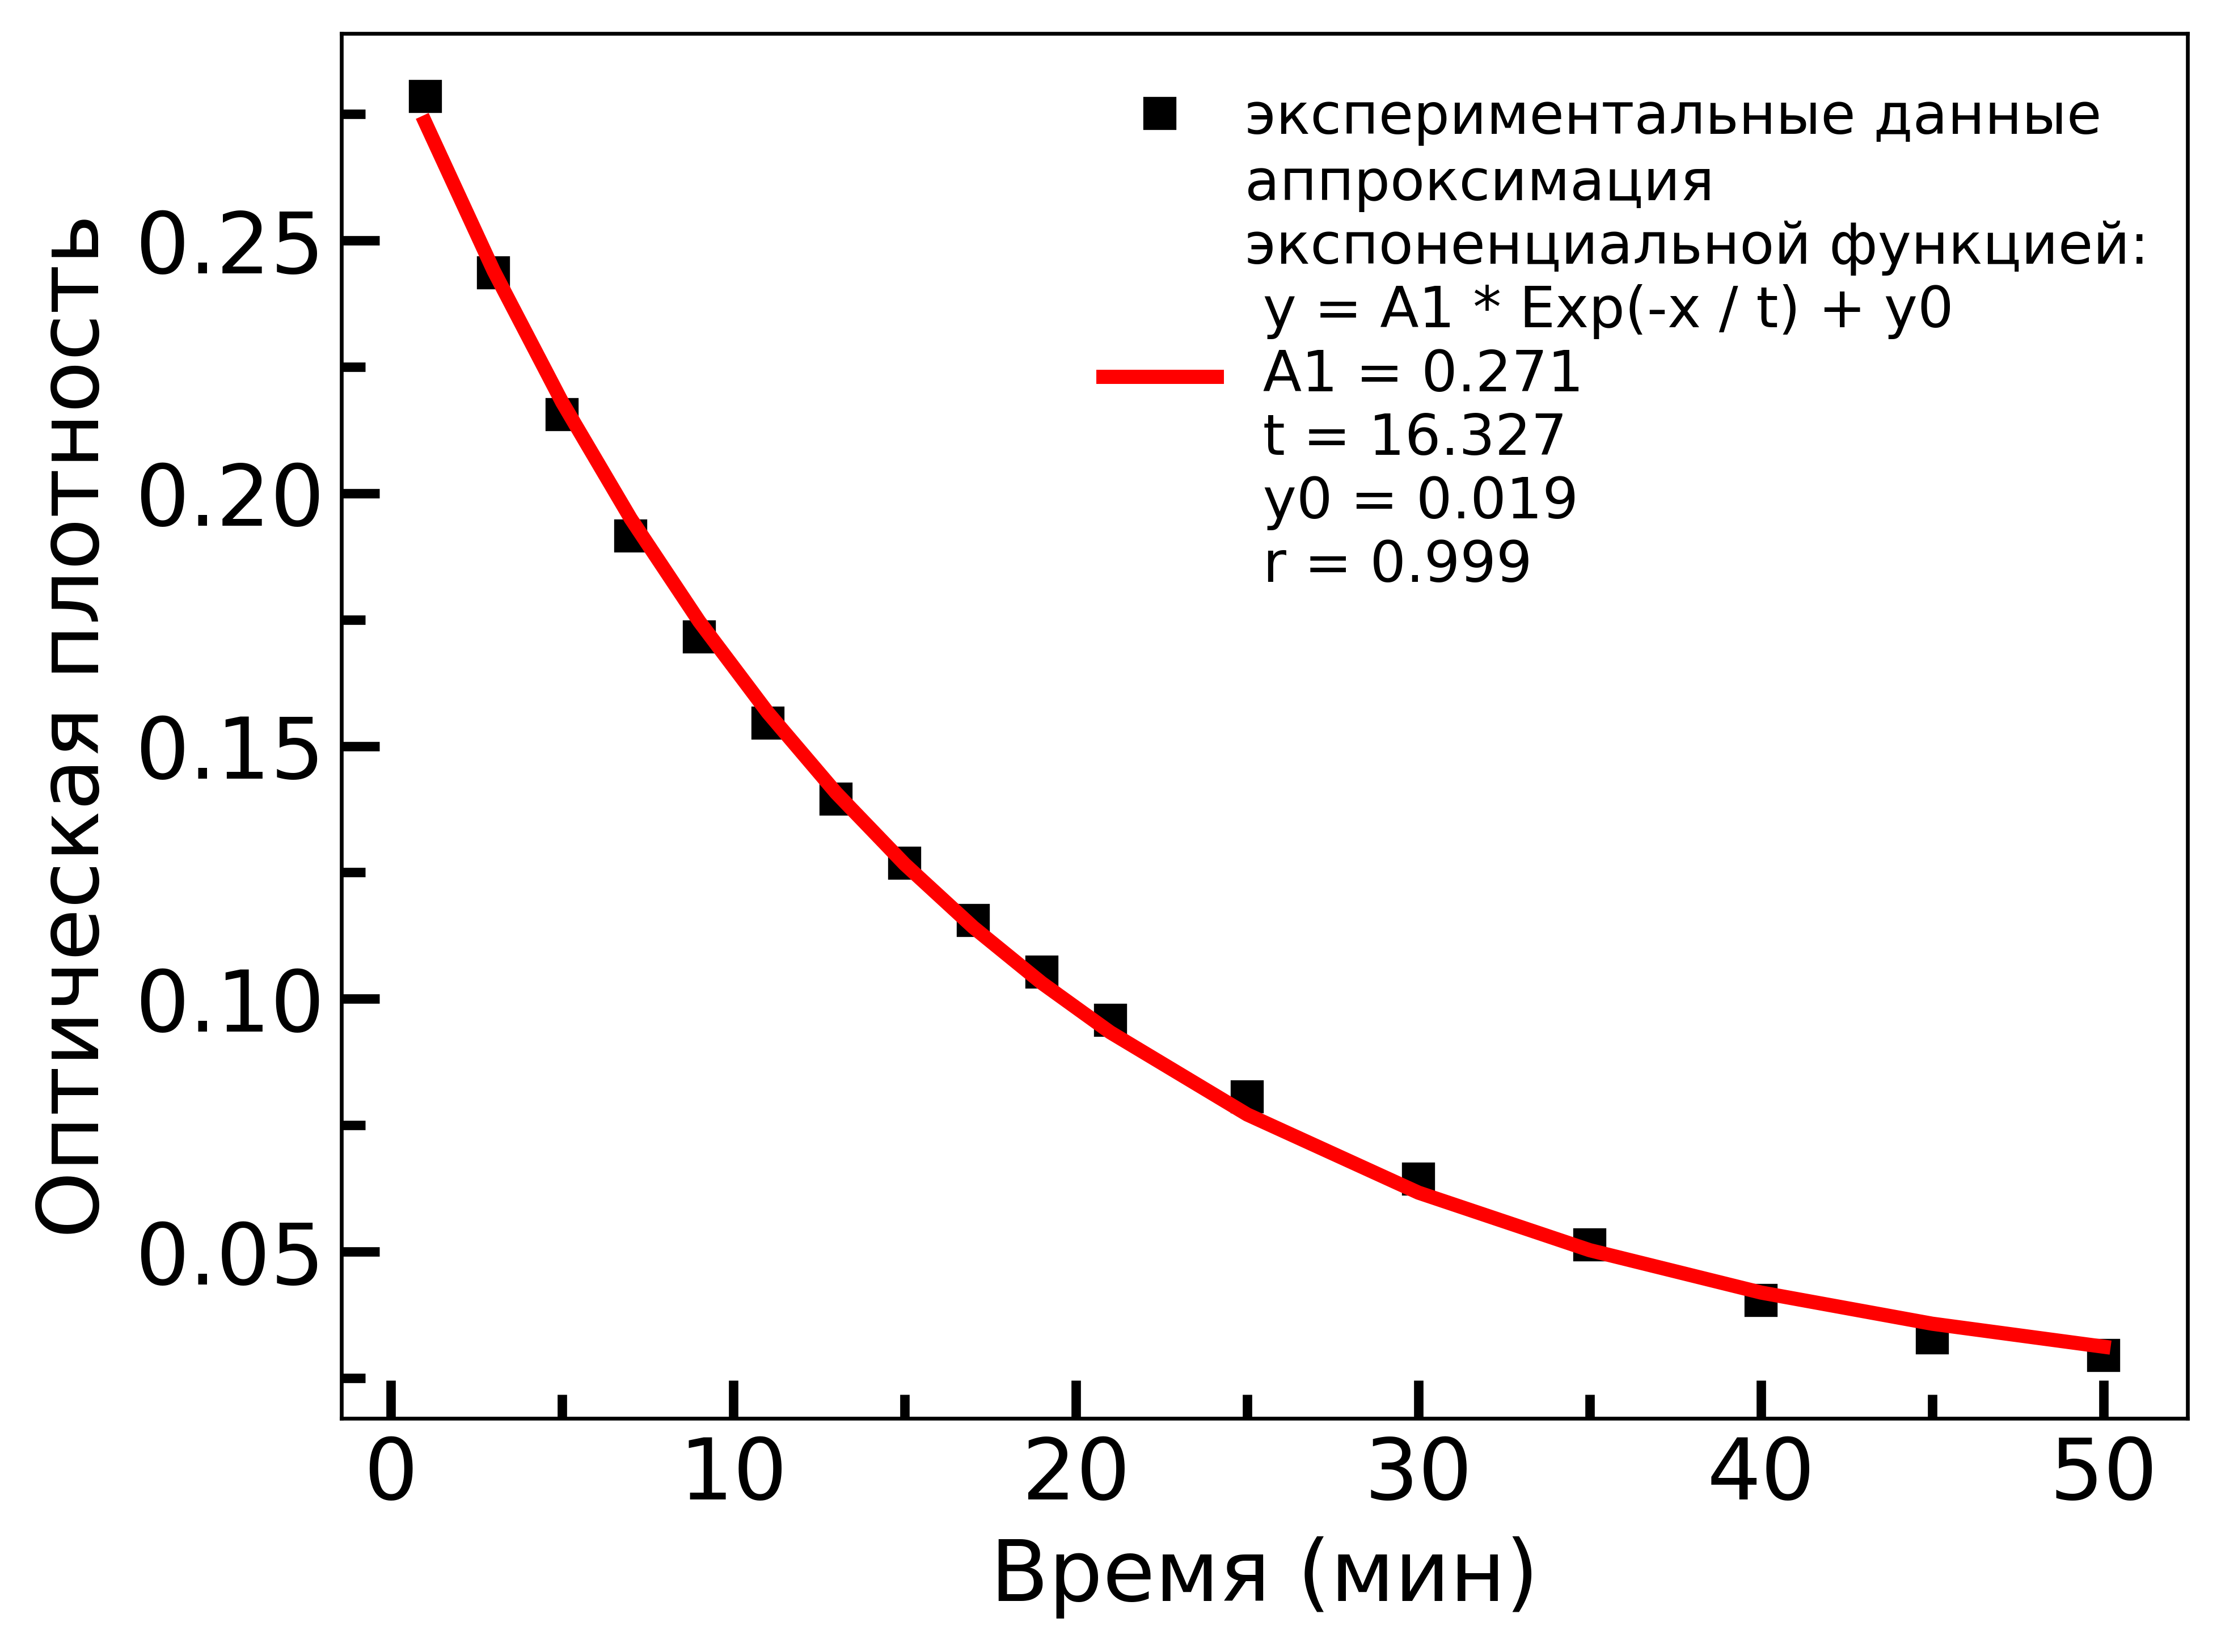 экспериментальные данные
аппроксимация
экспоненциальной функцией:
y = A1 * Exp(-x / t) + y0
A1 = 0.271
t = 16.327
y0 = 0.019
r = 0.999
Оптическая плотность
0.25
0.20
0.15
0.10
0.05
0 10 20 30 40 50
Время (мин)